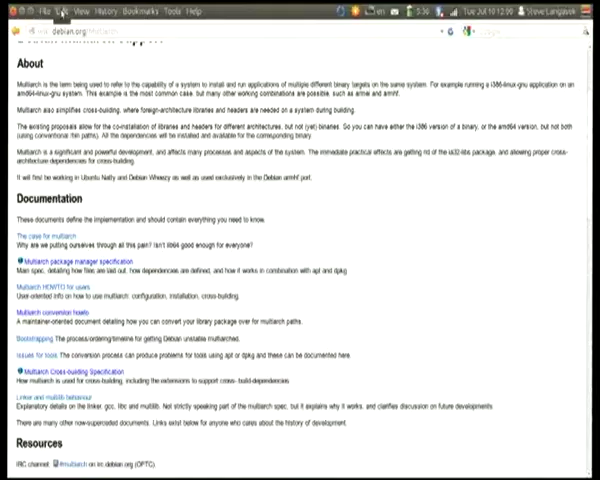 File Edit View History Bookmarks Tools Help
Tue Jul 10 12:00 Steve Langasek
debian.org/Multiarch
Debian Multiarch Support
About
Multiarch is the term being used to refer to the capability of a system to install and run applications of multiple different binary targets on the same system. For example running a i386-linux-gnu application on an
amd64-linux-gnu system. This example is the most common case, but many other working combinations are possible, such as armel and armhf.
Multiarch also simplifies cross-building, where foreign-architecture libraries and headers are needed on a system during building.
The existing proposals allow for the co-installation of libraries and headers for different architectures, but not (yet) binaries. So you can have either the i386 version of a binary, or the amd64 version, but not both
(using conventional /bin paths). All the dependencies will be installed and available for the corresponding binary
Multiarch is a significant and powerful development, and affects many processes and aspects of the system. The immediate practical effects are getting rid of the ia32-libs package, and allowing proper cross-
architecture dependencies for cross-building.
It will first be working in Ubuntu Natty and Debian Wheezy as well as used exclusively in the Debian armhf port.
Documentation
These documents define the implementation and should contain everything you need to know.
The case for multiarch
Why are we putting ourselves through all this pain? Isn't lib64 good enough for everyone?
Multiarch package manager specification
Main spec, detailing how files are laid out, how dependencies are defined, and how it works in combination with apt and dpkg
Multiarch HOWTO for users
User-oriented info on how to use multiarch: configuration, installation, cross-building.
Multiarch conversion howto
A maintainer-oriented document detailing how you can convert your library package over for multiarch paths.
Bootstrapping The process/ordering/timeline for getting Debian unstable multiarched.
Issues for tools The conversion process can produce problems for tools using apt or dpkg and these can be documented here.
Multiarch Cross-building Specification
How multiarch is used for cross-building, including the extensions to support cross- build-dependencies
Linker and multilib behaviour
Explanatory details on the linker, gcc, libc and multilib. Not strictly speaking part of the multiarch spec, but it explains why it works, and clarifies discussion on future developments
There are many other now-superceded documents. Links exist below for anyone who cares about the history of development.
Resources
IRC channel: #multiarch on irc.debian.org (OFTC).